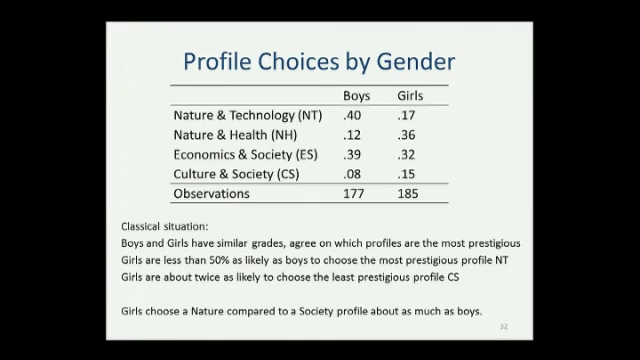 Profile Choices by Gender
Boys Girls
Nature & Technology (NT) .40 .17
Nature & Health (NH) .12 .36
Economics & Society (ES) .39 .32
Culture & Society (CS) .08 .15
Observations 177 185
Classical situation:
Boys and Girls have similar grades, agree on which profiles are the most prestigious
Girls are less than 50% as likely as boys to choose the most prestigious profile NT
Girls are about twice as likely to choose the least prestigious profile CS
Girls choose a Nature compared to a Society profile about as much as boys.
32